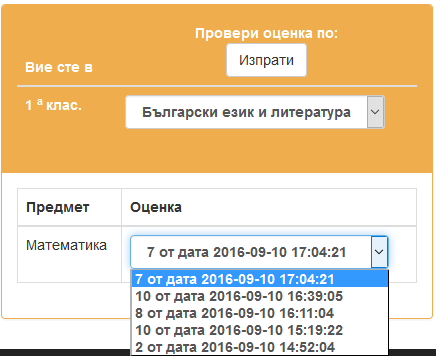 Провери оценка по:
Вие сте в
Изпрати
1 а клас.
Български език и литература
Предмет Оценка
Математика
7 от дата 2016-09-10 17:04:21
7 от дата 2016-09-10 17:04:21
10 от дата 2016-09-10 16:39:05
8 от дата 2016-09-10 16:11:04
10 от дата 2016-09-10 15:19:22
2 от дата 2016-09-10 14:52:04